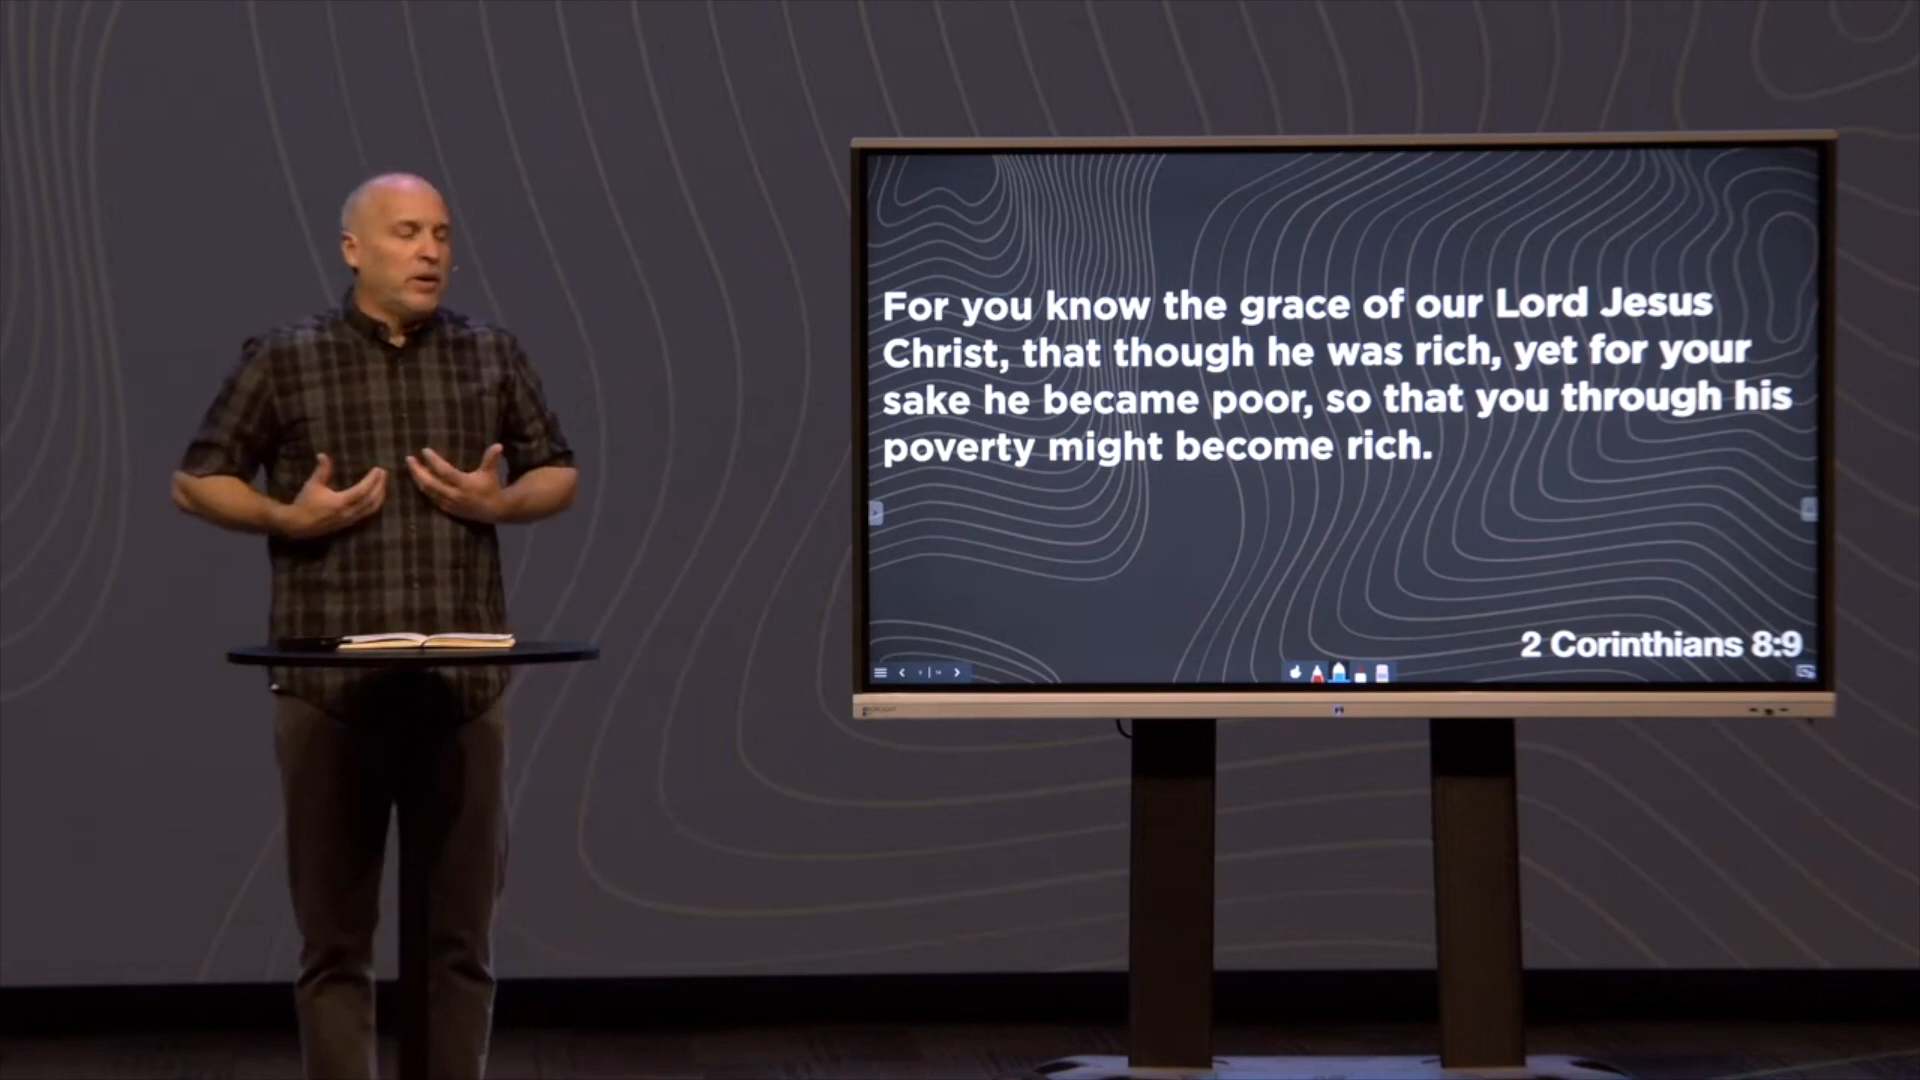 For you know the grace of our Lord Jesus
Christ, that though he was rich, yet for your
sake he became poor, so that you through his
poverty might become rich.
2 Corinthians 8:9